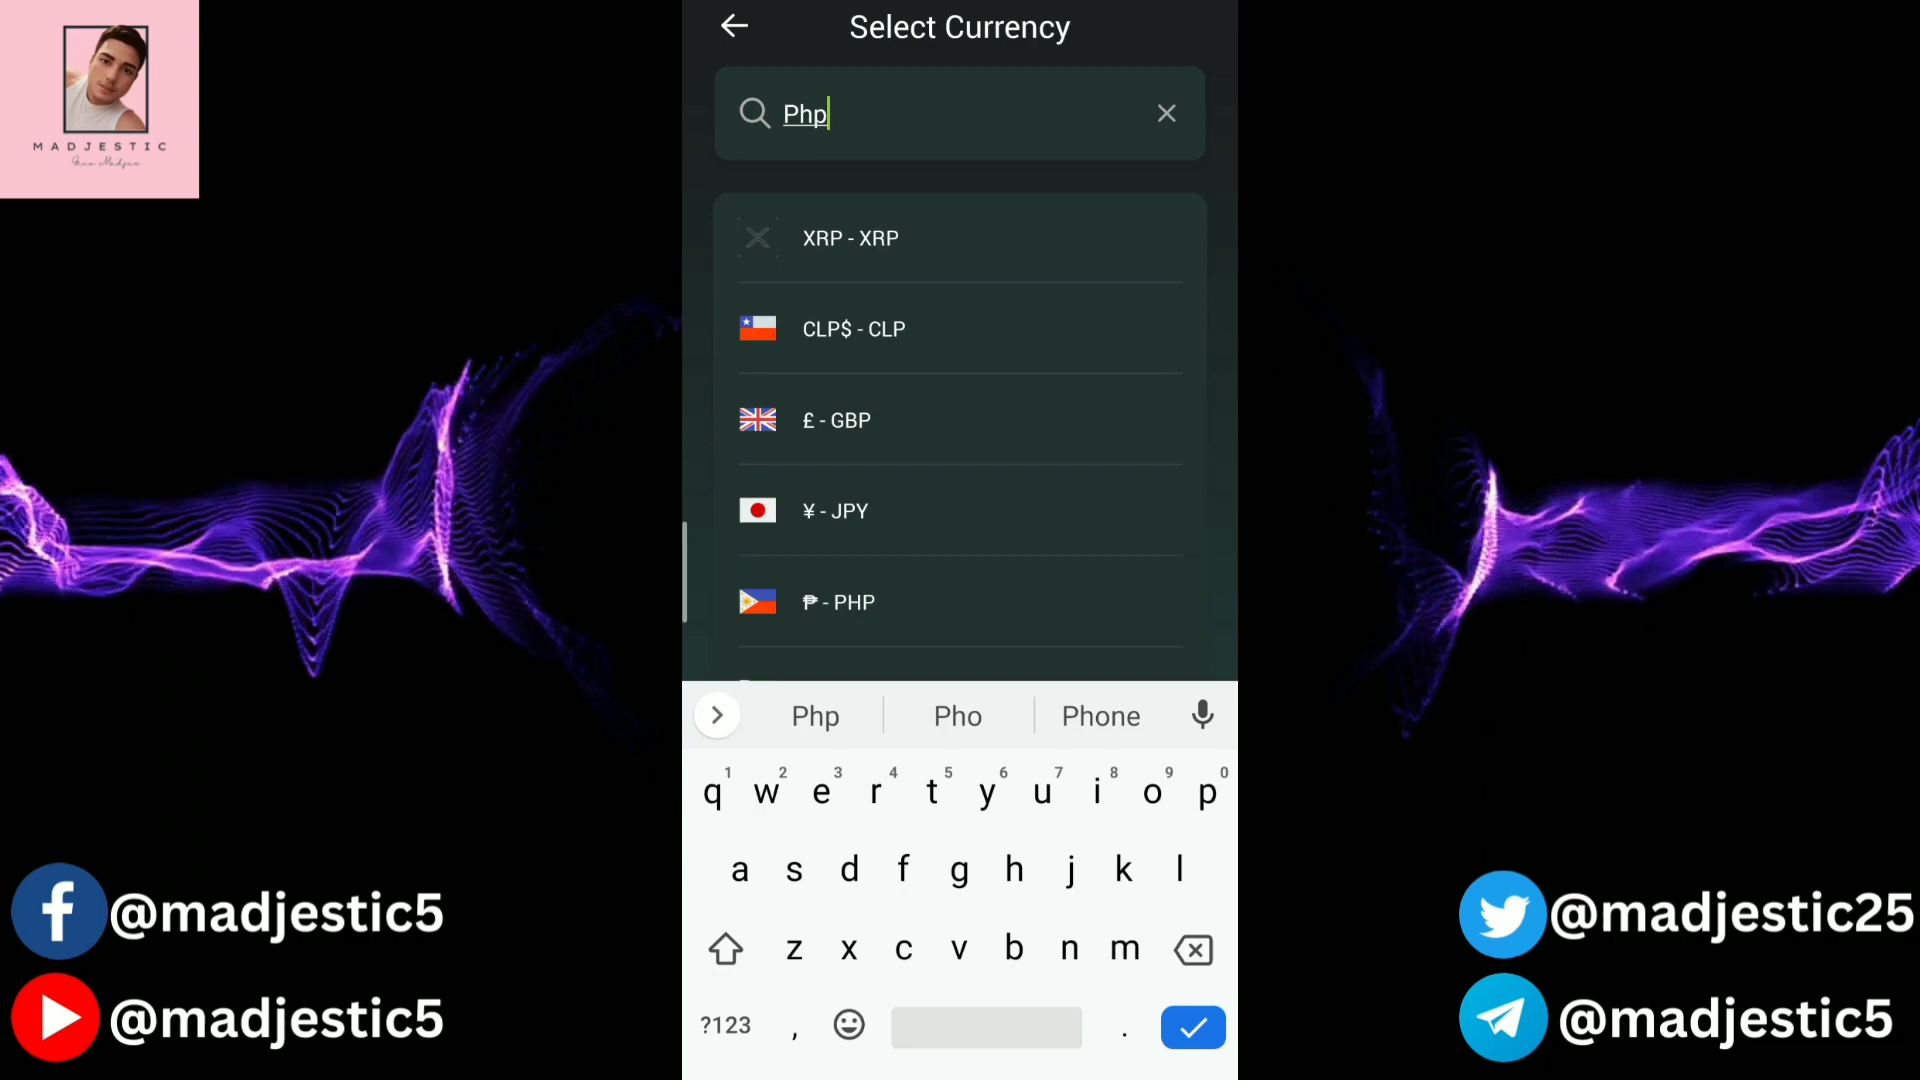 MADJESTIC
Select Currency
Php
XRP - XRP
CLP$ - CLP
£ - GBP
¥ - JPY
₱ - PHP
Php Pho Phone
1 2 3 4 5 6 7 8 9 0
q w e r t y u i o p
a s d f g h j k l
z x c v b n m
?123 , .
@madjestic5
@madjestic5
@madjestic25
@madjestic5